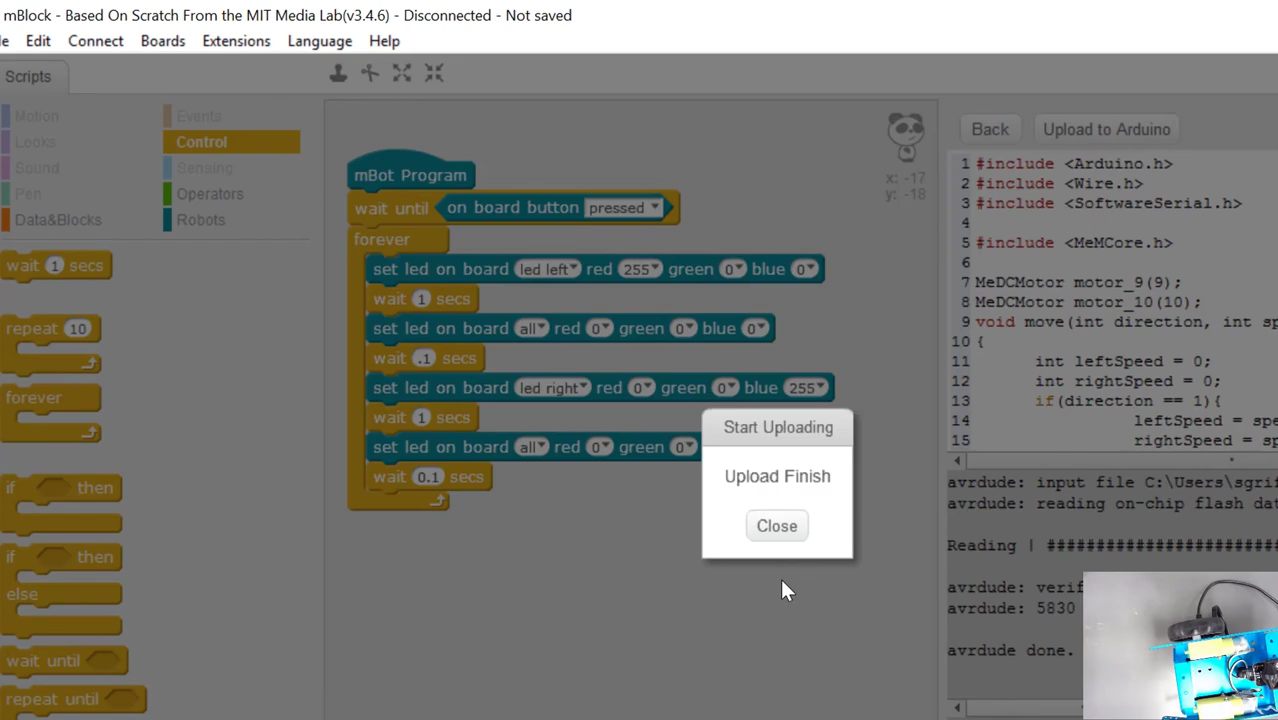 mBlock - Based On Scratch From the MIT Media Lab(v3.4.6) - Disconnected - Not saved
Edit Connect Boards Extensions Language Help
Scripts
Motion Events
Looks Control
Sound Sensing
Pen Operators
Data&Blocks Robots
wait 1 secs
repeat 10
forever
if then
if then
else
wait until
repeat until
mBot Program
wait until on board button pressed
forever
set led on board led left red 255 green 0 blue 0
wait 1 secs
set led on board all red 0 green 0 blue 0
wait .1 secs
set led on board led right red 0 green 0 blue 255
wait 1 secs
set led on board all red 0 green 0
wait 0.1 secs
x: -17
y: -18
Start Uploading
Upload Finish
Close
Back Upload to Arduino
1 #include <Arduino.h>
2 #include <Wire.h>
3 #include <SoftwareSerial.h>
4
5 #include <MeMCore.h>
6
7 MeDCMotor motor_9(9);
8 MeDCMotor motor_10(10);
9 void move(int direction, int sp
10 {
11 int leftSpeed = 0;
12 int rightSpeed = 0;
13 if(direction == 1){
14 leftSpeed = spe
15 rightSpeed = s
avrdude: input file C:\Users\sgrif
avrdude: reading on-chip flash dat
Reading | ########################
avrdude: verif
avrdude: 5830
avrdude done.